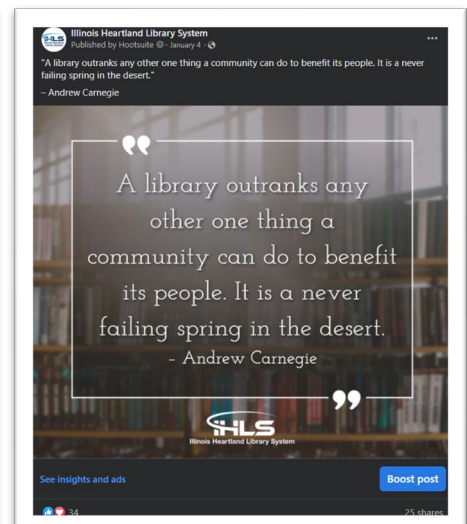 Illinois Heartland Library System
Published by Hootsuite · January 4 ·
"A library outranks any other one thing a community can do to benefit its people. It is a never
failing spring in the desert."
– Andrew Carnegie
A library outranks any
other one thing a
community can do to benefit
its people. It is a never
failing spring in the desert.
– Andrew Carnegie
iHLS
Illinois Heartland Library System
See insights and ads
Boost post
34
25 shares